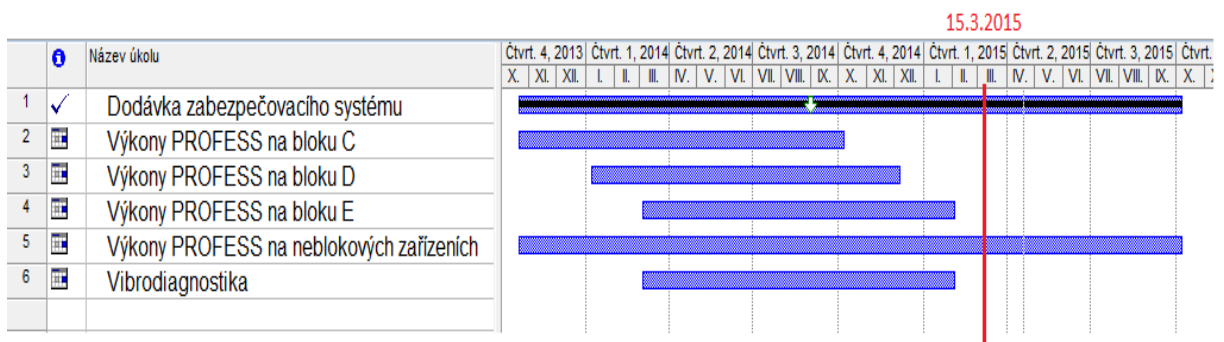 15.3.2015
Název úkolu Čtvrt. 4, 2013 Čtvrt. 1, 2014 Čtvrt. 2, 2014 Čtvrt. 3, 2014 Čtvrt. 4, 2014 Čtvrt. 1, 2015 Čtvrt. 2, 2015 Čtvrt. 3, 2015 Čtvrt.
X. XI. XII. I. II. III. IV. V. VI. VII. VIII. IX. X. XI. XII. I. II. III. IV. V. VI. VII. VIII. IX. X.
1 Dodávka zabezpečovacího systému
2 Výkony PROFESS na bloku C
3 Výkony PROFESS na bloku D
4 Výkony PROFESS na bloku E
5 Výkony PROFESS na neblokových zařízeních
6 Vibrodiagnostika